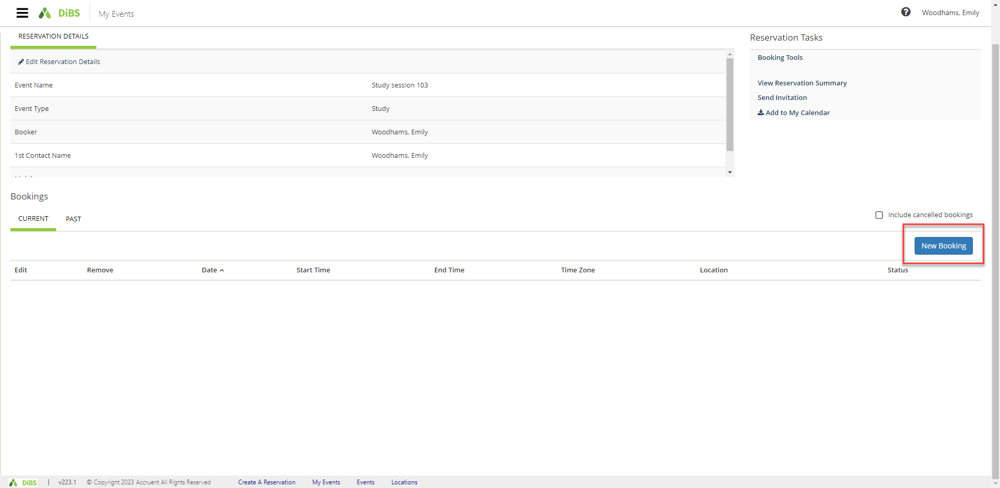 DiBS My Events Woodhams, Emily
RESERVATION DETAILS
Edit Reservation Details
Event Name Study session 103
Event Type Study
Booker Woodhams, Emily
1st Contact Name Woodhams, Emily
Reservation Tasks
Booking Tools
View Reservation Summary
Send Invitation
Add to My Calendar
Bookings
CURRENT PAST Include cancelled bookings
New Booking
Edit Remove Date Start Time End Time Time Zone Location Status
DiBS | v223.1 © Copyright 2023 Accruent All Rights Reserved Create A Reservation My Events Events Locations